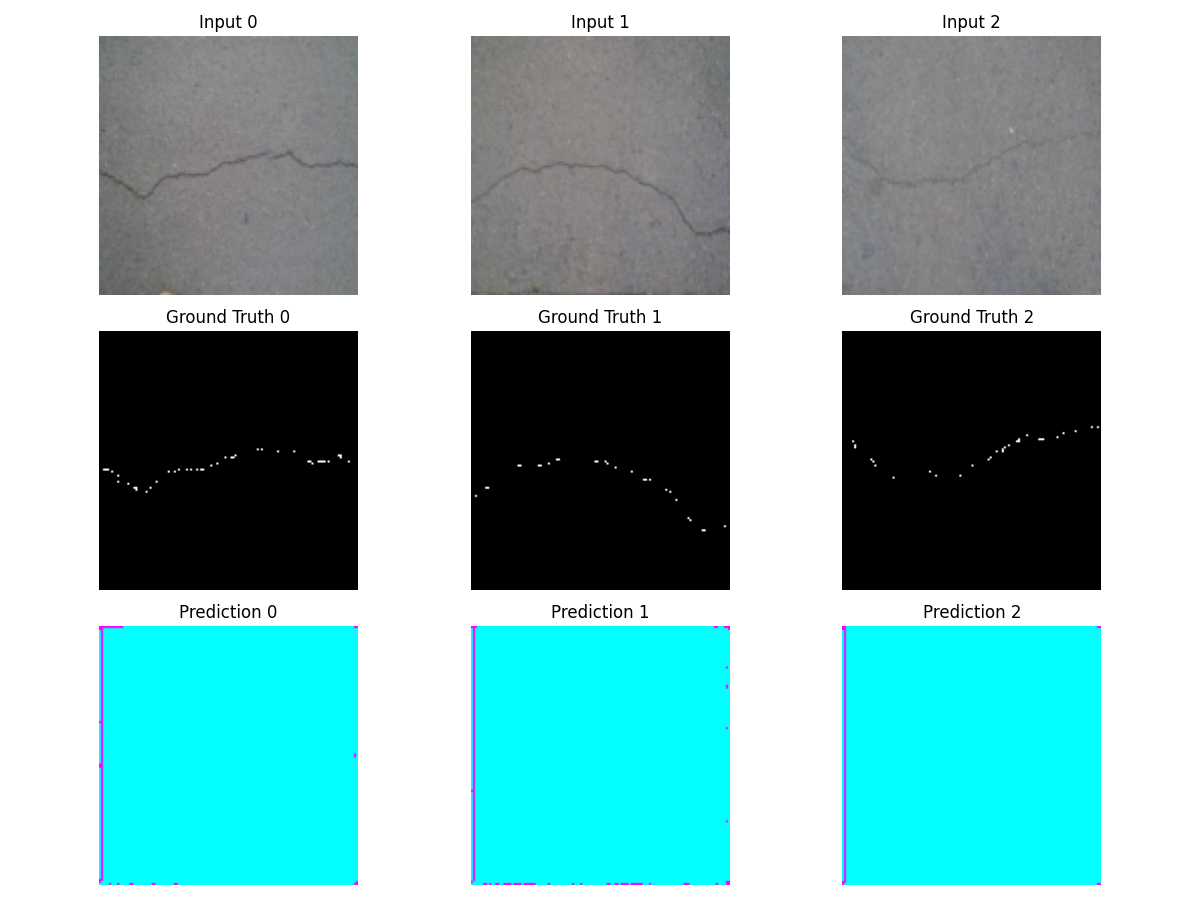 Input 0
Input 1
Input 2
Ground Truth 0
Ground Truth 1
Ground Truth 2
Prediction 0
Prediction 1
Prediction 2